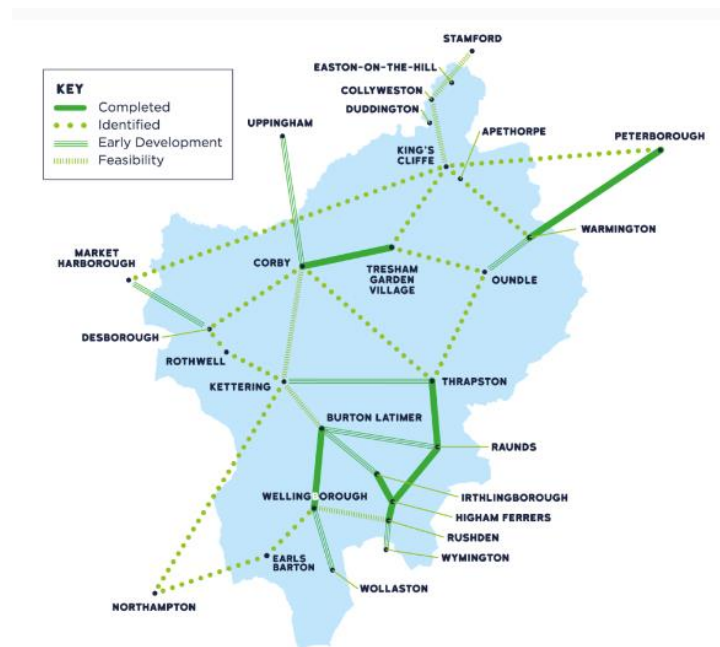 STAMFORD
EASTON-ON-THE-HILL
COLLYWESTON
DUDDINGTON
KEY
Completed
Identified
Early Development
Feasibility
UPPINGHAM
APETHORPE
PETERBOROUGH
KING'S
CLIFFE
WARMINGTON
MARKET
HARBOROUGH
CORBY
TRESHAM
GARDEN
VILLAGE
OUNDLE
DESBOROUGH
ROTHWELL
KETTERING
THRAPSTON
BURTON LATIMER
RAUNDS
WELLINGBOROUGH
IRTHLINGBOROUGH
HIGHAM FERRERS
RUSHDEN
WYMINGTON
EARLS
BARTON
WOLLASTON
NORTHAMPTON